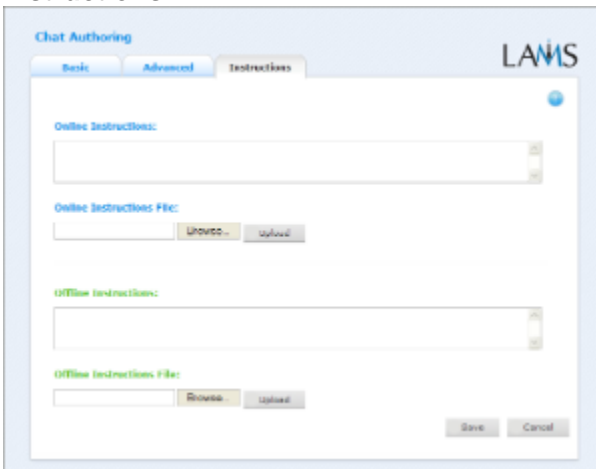 Chat Authoring
LAMS
Basic Advanced Instructions
Online Instructions:
Online Instructions File:
Browse... Upload
Offline Instructions:
Offline Instructions File:
Browse... Upload
Save Cancel